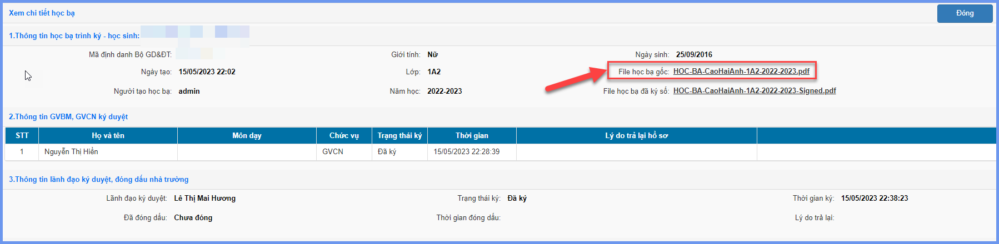 Xem chi tiết học bạ
Đóng
1.Thông tin học bạ trình ký - học sinh:
Mã định danh Bộ GD&ĐT:
Giới tính: Nữ
Ngày sinh: 25/09/2016
Ngày tạo: 15/05/2023 22:02
Lớp: 1A2
File học bạ gốc: HOC-BA-CaoHaiAnh-1A2-2022-2023.pdf
Người tạo học bạ: admin
Năm học: 2022-2023
File học bạ đã ký số: HOC-BA-CaoHaiAnh-1A2-2022-2023-Signed.pdf
2.Thông tin GVBM, GVCN ký duyệt
STT Họ và tên Môn dạy Chức vụ Trạng thái ký Thời gian Lý do trả lại hồ sơ
1 Nguyễn Thị Hiền GVCN Đã ký 15/05/2023 22:28:39
3.Thông tin lãnh đạo ký duyệt, đóng dấu nhà trường
Lãnh đạo ký duyệt: Lê Thị Mai Hương
Trạng thái ký: Đã ký
Thời gian ký: 15/05/2023 22:38:23
Đã đóng dấu: Chưa đóng
Thời gian đóng dấu:
Lý do trả lại: